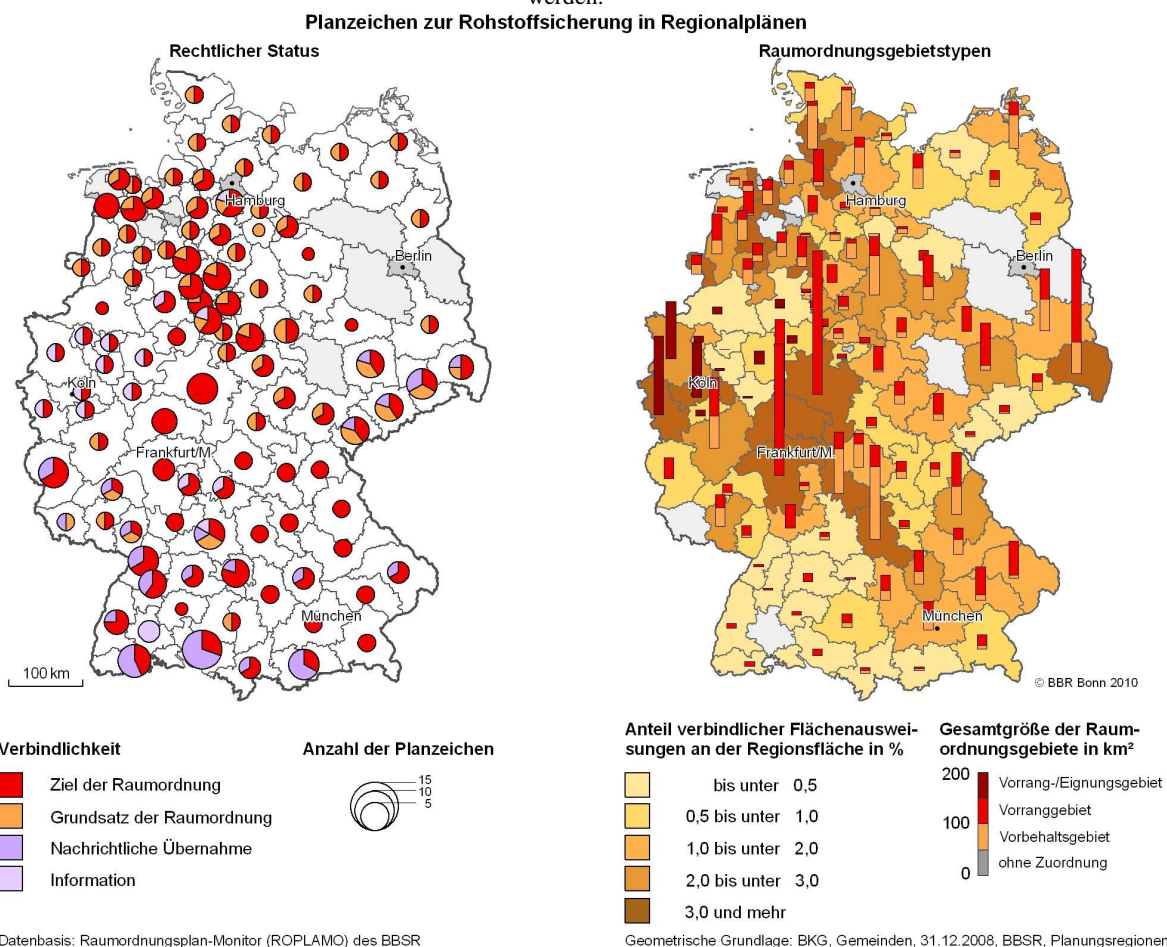 werden.
Planzeichen zur Rohstoffsicherung in Regionalplänen
Rechtlicher Status
Hamburg
Berlin
Köln
Frankfurt/M.
München
100 km
Raumordnungsgebietstypen
Hamburg
Berlin
Köln
Frankfurt/M.
München
© BBR Bonn 2010
Verbindlichkeit
Ziel der Raumordnung
Grundsatz der Raumordnung
Nachrichtliche Übernahme
Information
Anzahl der Planzeichen
15
10
5
Anteil verbindlicher Flächenauswei-
sungen an der Regionsfläche in %
bis unter 0,5
0,5 bis unter 1,0
1,0 bis unter 2,0
2,0 bis unter 3,0
3,0 und mehr
Gesamtgröße der Raum-
ordnungsgebiete in km²
200
100
0
Vorrang-/Eignungsgebiet
Vorranggebiet
Vorbehaltsgebiet
ohne Zuordnung
Datenbasis: Raumordnungsplan-Monitor (ROPLAMO) des BBSR
Geometrische Grundlage: BKG, Gemeinden, 31.12.2008, BBSR, Planungsregionen